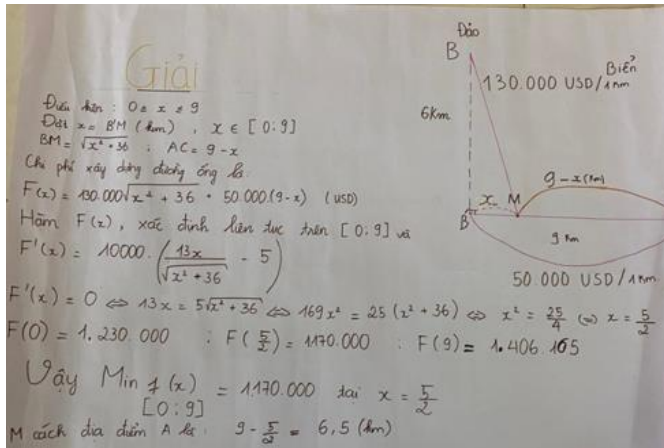 Giải
Điều kiện : 0 ≤ x ≤ 9
Đặt x = B'M (km) , x ∈ [0;9]
BM = √x² + 36 ; AC = 9 - x
Chi phí xây dựng đường ống là
F(x) = 130.000√x² + 36 + 50.000.(9-x) (USD)
Hàm F(x), xác định liên tục trên [0;9] và
F'(x) = 10000.(13x/√x² + 36 - 5)
F'(x) = 0 ⇔ 13x = 5√x² + 36 ⇔ 169x² = 25(x² + 36) ⇔ x² = 25/4 ⇔ x = 5/2
F(0) = 1.230.000 ; F(5/2) = 1170.000 ; F(9) = 1.406.165
Vậy Min f(x) = 1.170.000 tại x = 5/2
[0;9]
M cách địa điểm A là : 9 - 5/2 = 6,5 (km)
Đảo
B
Biển
130.000 USD/1km
6km
9-x (km)
x
M
B'
9 km
50.000 USD/1km